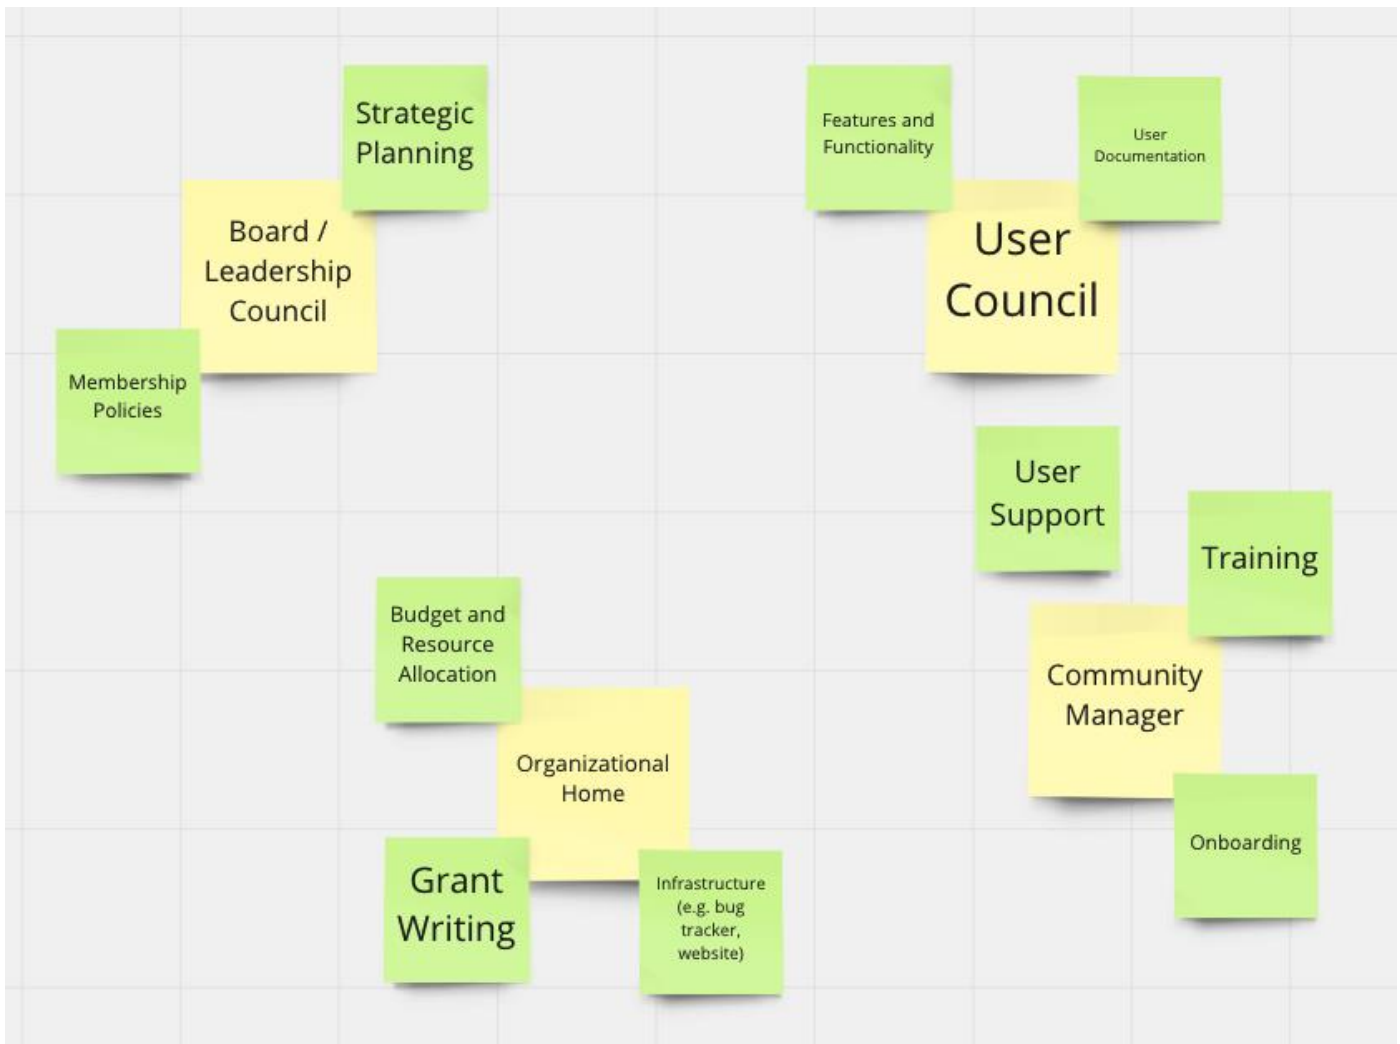 Strategic
Planning
Board /
Leadership
Council
Membership
Policies
Features and
Functionality
User
Documentation
User
Council
User
Support
Training
Community
Manager
Onboarding
Budget and
Resource
Allocation
Organizational
Home
Grant
Writing
Infrastructure
(e.g. bug
tracker,
website)